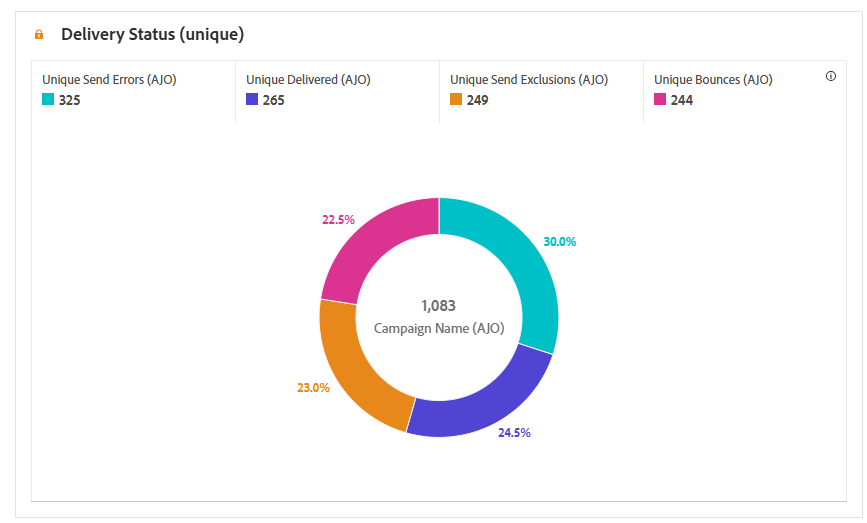 Delivery Status (unique)
Unique Send Errors (AJO)
325
Unique Delivered (AJO)
265
Unique Send Exclusions (AJO)
249
Unique Bounces (AJO)
244
22.5%
30.0%
1,083
Campaign Name (AJO)
23.0%
24.5%